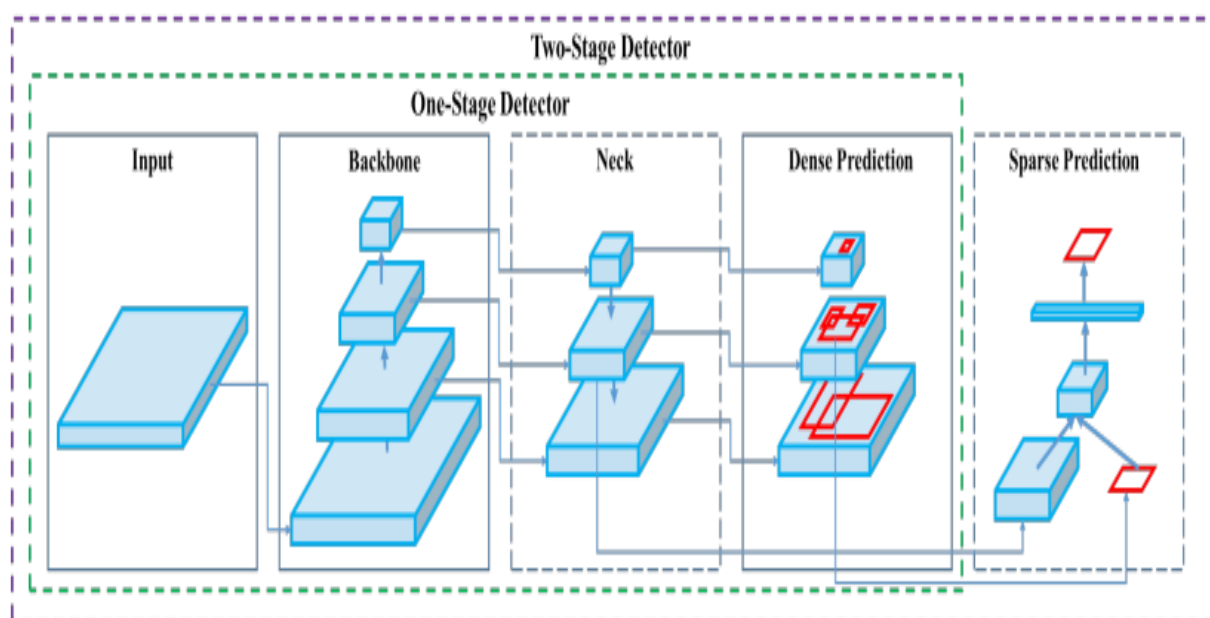 Two-Stage Detector
One-Stage Detector
Input
Backbone
Neck
Dense Prediction
Sparse Prediction